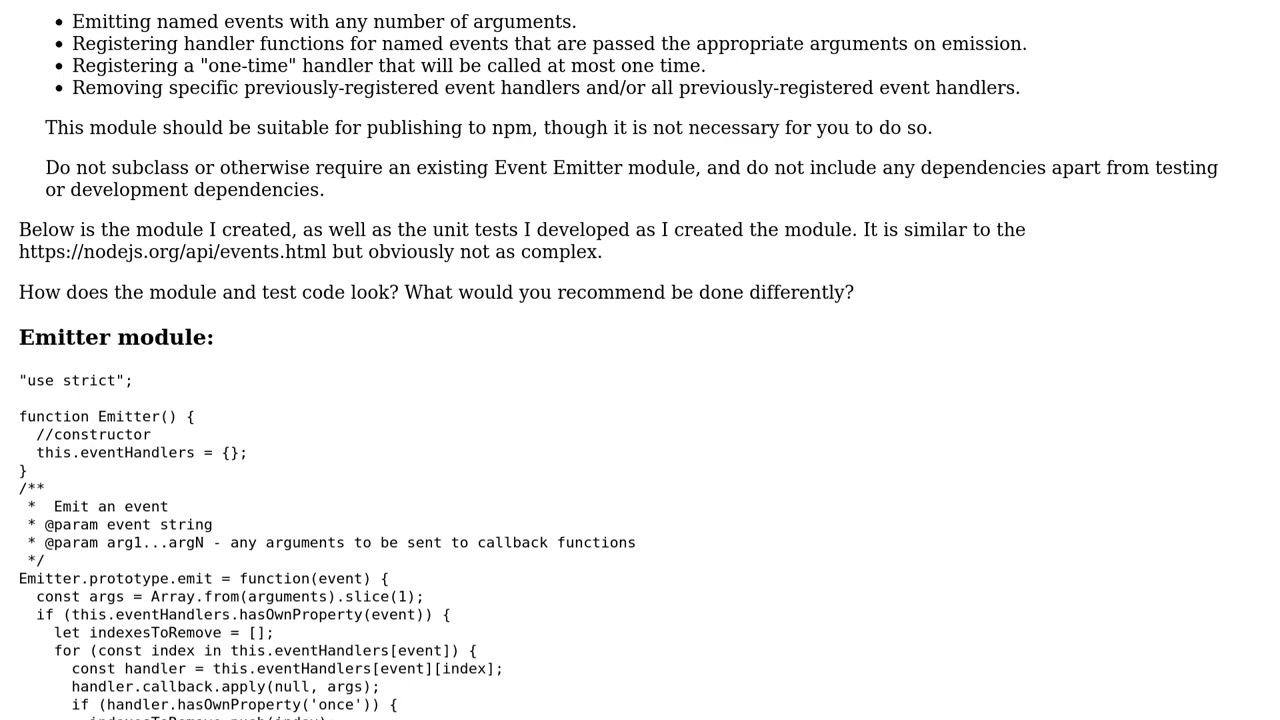 • Emitting named events with any number of arguments.
• Registering handler functions for named events that are passed the appropriate arguments on emission.
• Registering a "one-time" handler that will be called at most one time.
• Removing specific previously-registered event handlers and/or all previously-registered event handlers.
This module should be suitable for publishing to npm, though it is not necessary for you to do so.
Do not subclass or otherwise require an existing Event Emitter module, and do not include any dependencies apart from testing
or development dependencies.
Below is the module I created, as well as the unit tests I developed as I created the module. It is similar to the
https://nodejs.org/api/events.html but obviously not as complex.
How does the module and test code look? What would you recommend be done differently?
Emitter module:
"use strict";
function Emitter() {
  //constructor
  this.eventHandlers = {};
}
/**
 *  Emit an event
 * @param event string
 * @param arg1...argN - any arguments to be sent to callback functions
 */
Emitter.prototype.emit = function(event) {
  const args = Array.from(arguments).slice(1);
  if (this.eventHandlers.hasOwnProperty(event)) {
    let indexesToRemove = [];
    for (const index in this.eventHandlers[event]) {
      const handler = this.eventHandlers[event][index];
      handler.callback.apply(null, args);
      if (handler.hasOwnProperty('once')) {
        indexesToRemove.push(index);